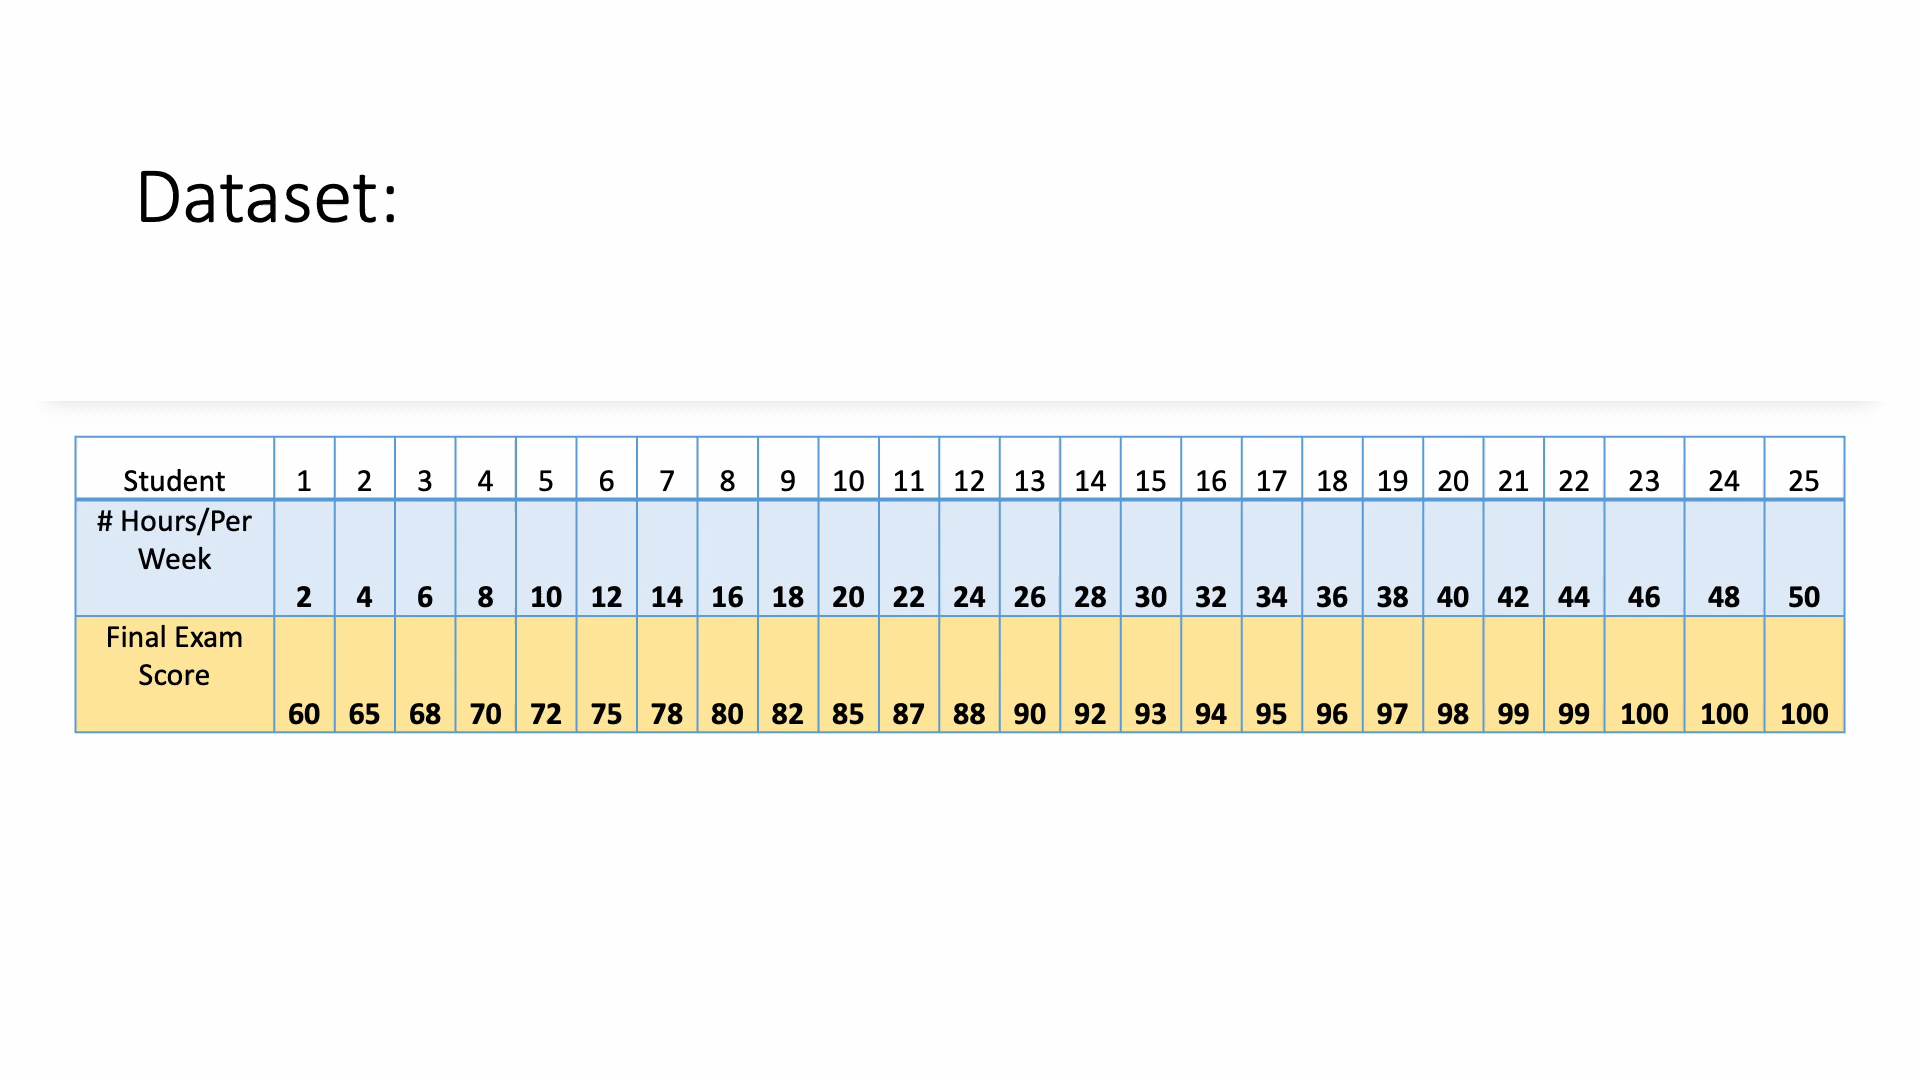 Dataset:
Student 1 2 3 4 5 6 7 8 9 10 11 12 13 14 15 16 17 18 19 20 21 22 23 24 25
# Hours/Per
Week
2 4 6 8 10 12 14 16 18 20 22 24 26 28 30 32 34 36 38 40 42 44 46 48 50
Final Exam
Score
60 65 68 70 72 75 78 80 82 85 87 88 90 92 93 94 95 96 97 98 99 99 100 100 100